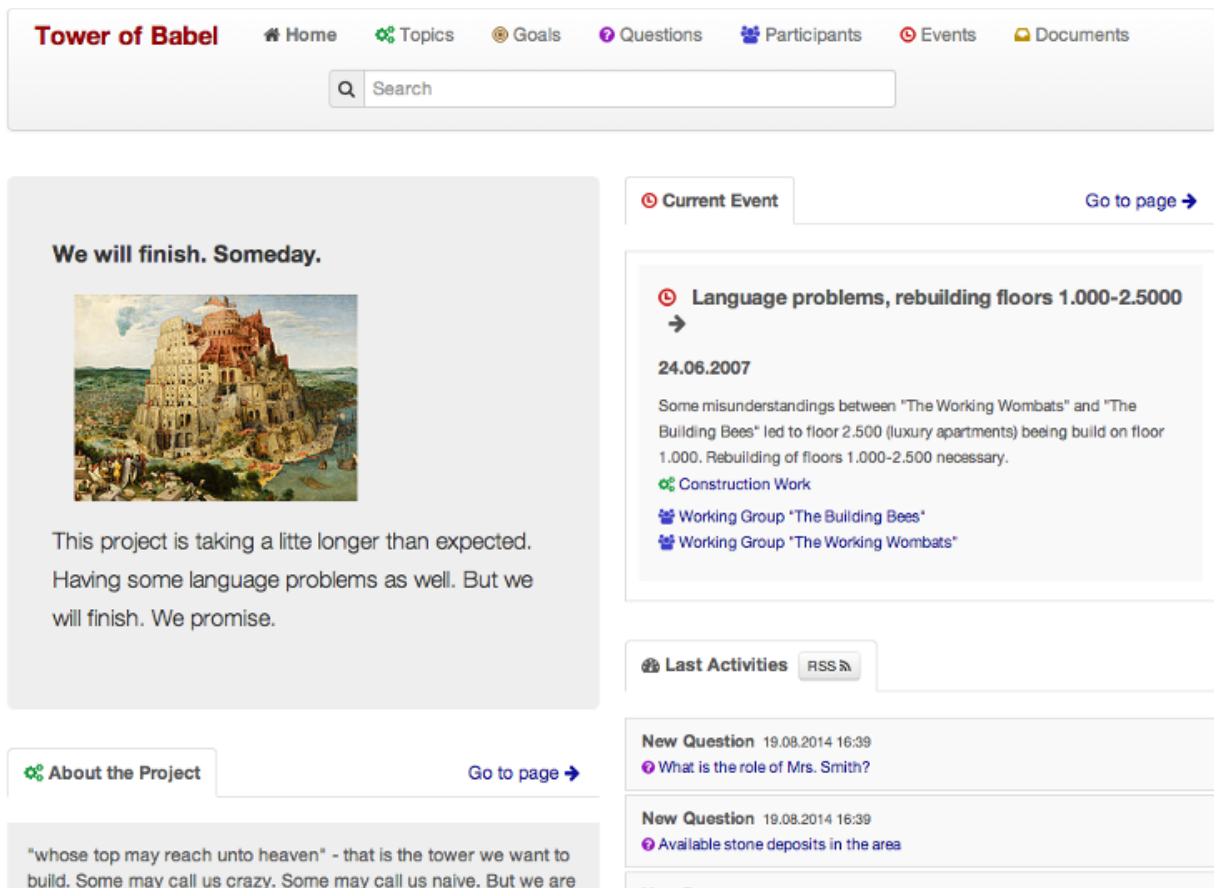 Tower of Babel
Home
Topics
Goals
Questions
Participants
Events
Documents
Search
We will finish. Someday.
This project is taking a litte longer than expected.
Having some language problems as well. But we
will finish. We promise.
About the Project
Go to page
"whose top may reach unto heaven" - that is the tower we want to
build. Some may call us crazy. Some may call us naive. But we are
Current Event
Go to page
Language problems, rebuilding floors 1.000-2.5000
24.06.2007
Some misunderstandings between "The Working Wombats" and "The
Building Bees" led to floor 2.500 (luxury apartments) beeing build on floor
1.000. Rebuilding of floors 1.000-2.500 necessary.
Construction Work
Working Group "The Building Bees"
Working Group "The Working Wombats"
Last Activities RSS
New Question 19.08.2014 16:39
What is the role of Mrs. Smith?
New Question 19.08.2014 16:39
Available stone deposits in the area